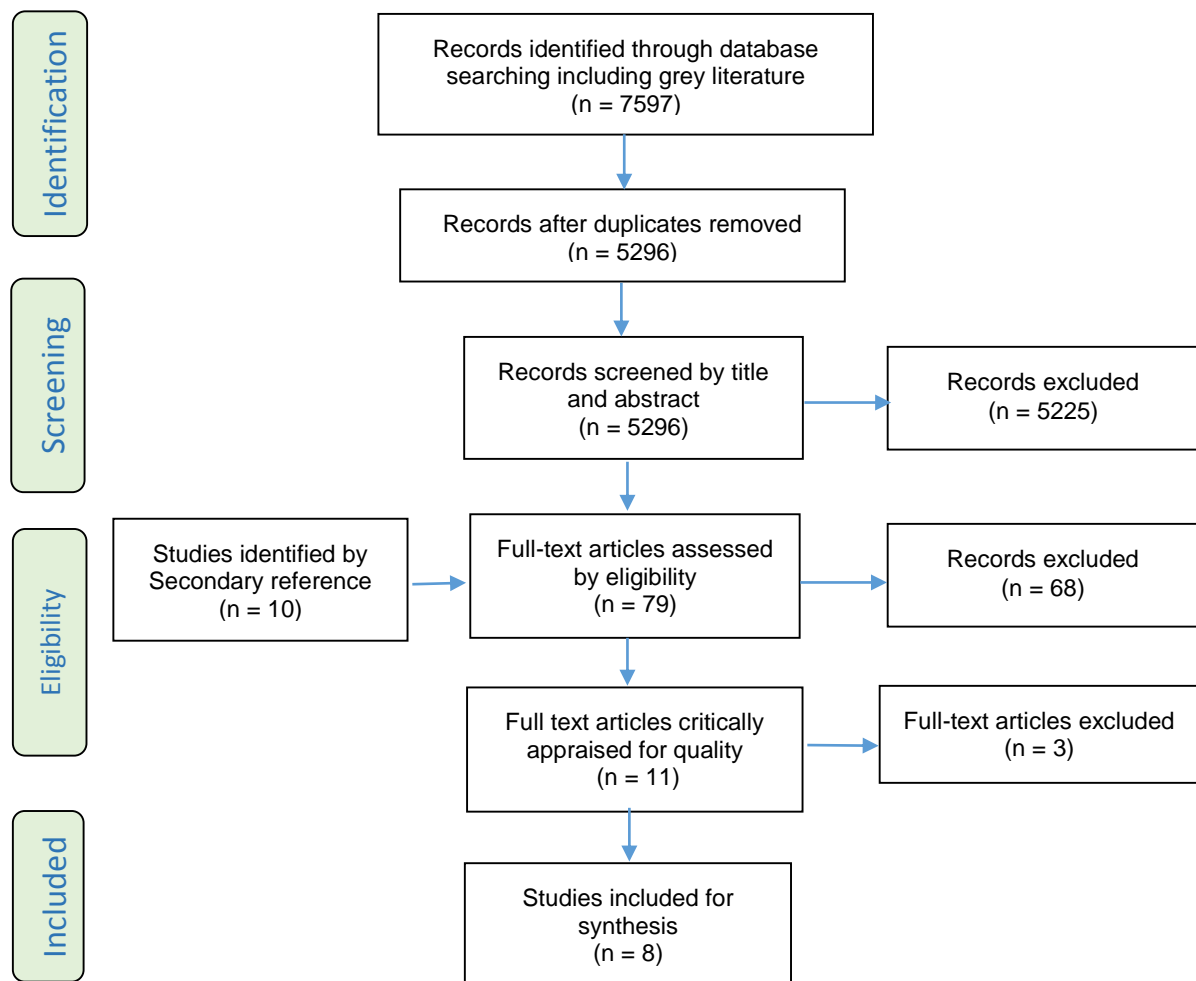 Identification
Records identified through database
searching including grey literature
(n = 7597)
Records after duplicates removed
(n = 5296)
Screening
Records screened by title
and abstract
(n = 5296)
Records excluded
(n = 5225)
Eligibility
Studies identified by
Secondary reference
(n = 10)
Full-text articles assessed
by eligibility
(n = 79)
Records excluded
(n = 68)
Full text articles critically
appraised for quality
(n = 11)
Full-text articles excluded
(n = 3)
Included
Studies included for
synthesis
(n = 8)